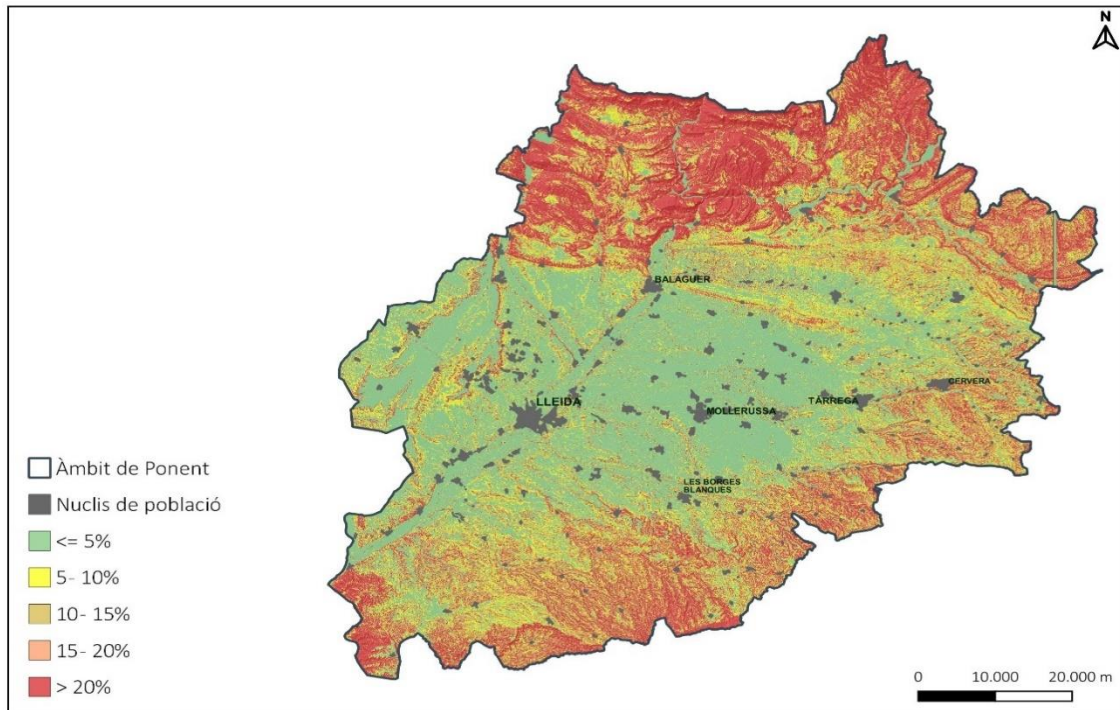 N
BALAGUER
CERVERA
LLEIDA
TÀRREGA
MOLLERUSSA
LES BORGES
BLANQUES
Àmbit de Ponent
Nuclis de població
<= 5%
5- 10%
10- 15%
15- 20%
> 20%
0 10.000 20.000 m